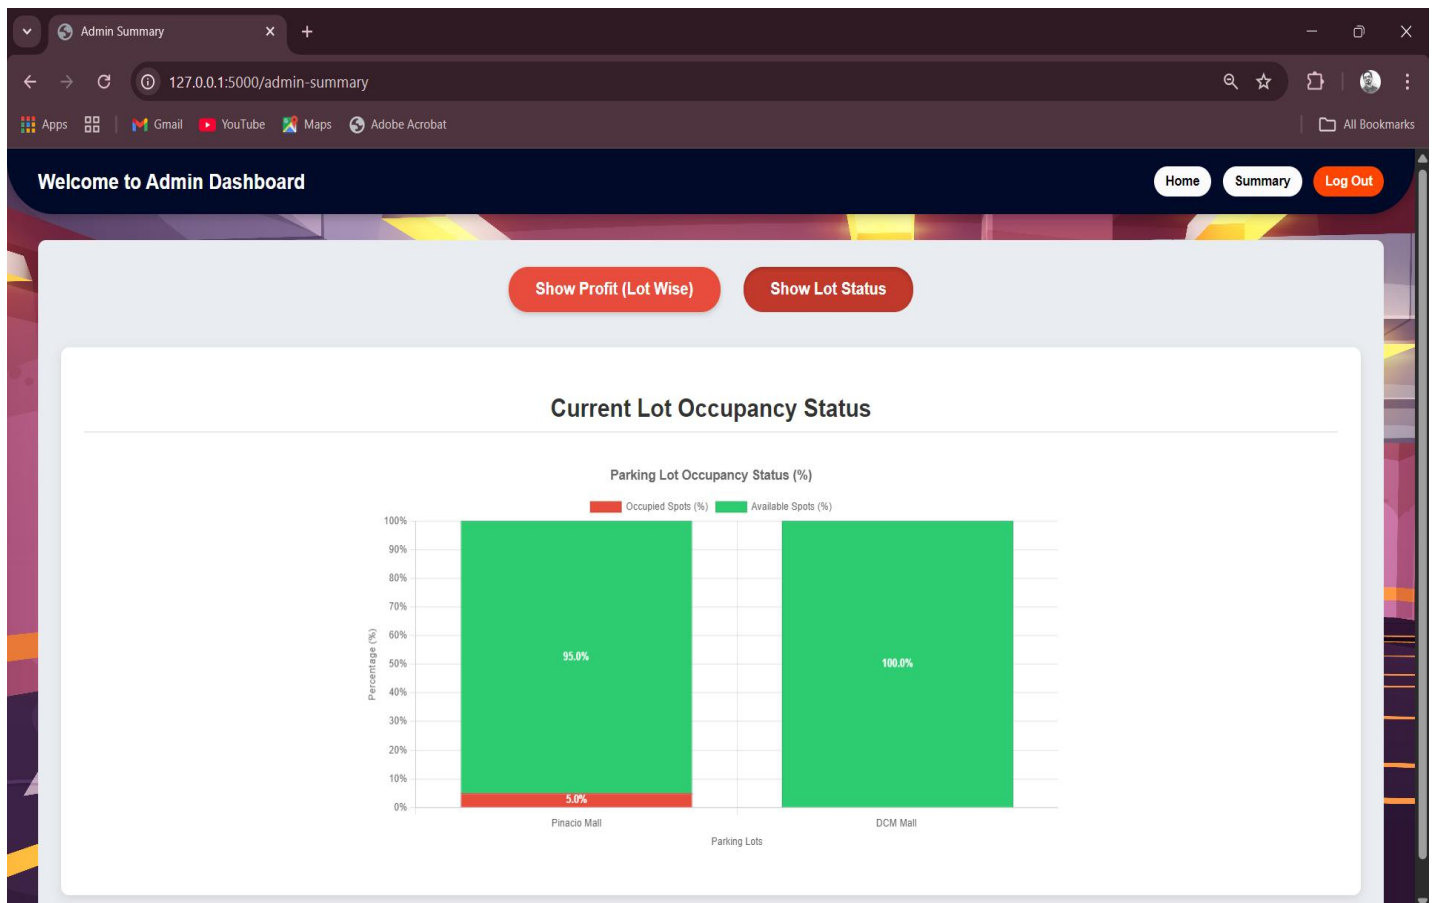 Admin Summary
127.0.0.1:5000/admin-summary
Apps Gmail YouTube Maps Adobe Acrobat All Bookmarks
Welcome to Admin Dashboard Home Summary Log Out
Show Profit (Lot Wise) Show Lot Status
Current Lot Occupancy Status
Parking Lot Occupancy Status (%)
Occupied Spots (%) Available Spots (%)
100%
90%
80%
70%
60%
50%
40%
30%
20%
10%
0%
Percentage (%)
95.0%
100.0%
5.0%
Pinacio Mall DCM Mall
Parking Lots